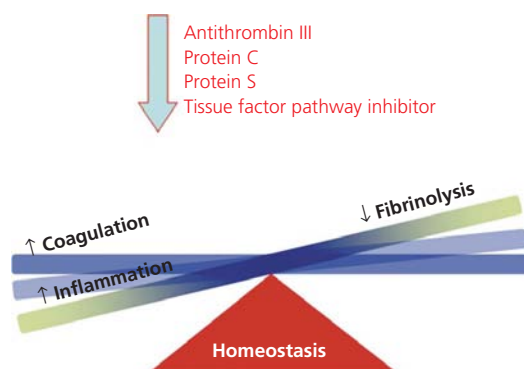 Antithrombin III
Protein C
Protein S
Tissue factor pathway inhibitor
↓ Fibrinolysis
↑ Coagulation
↑ Inflammation
Homeostasis